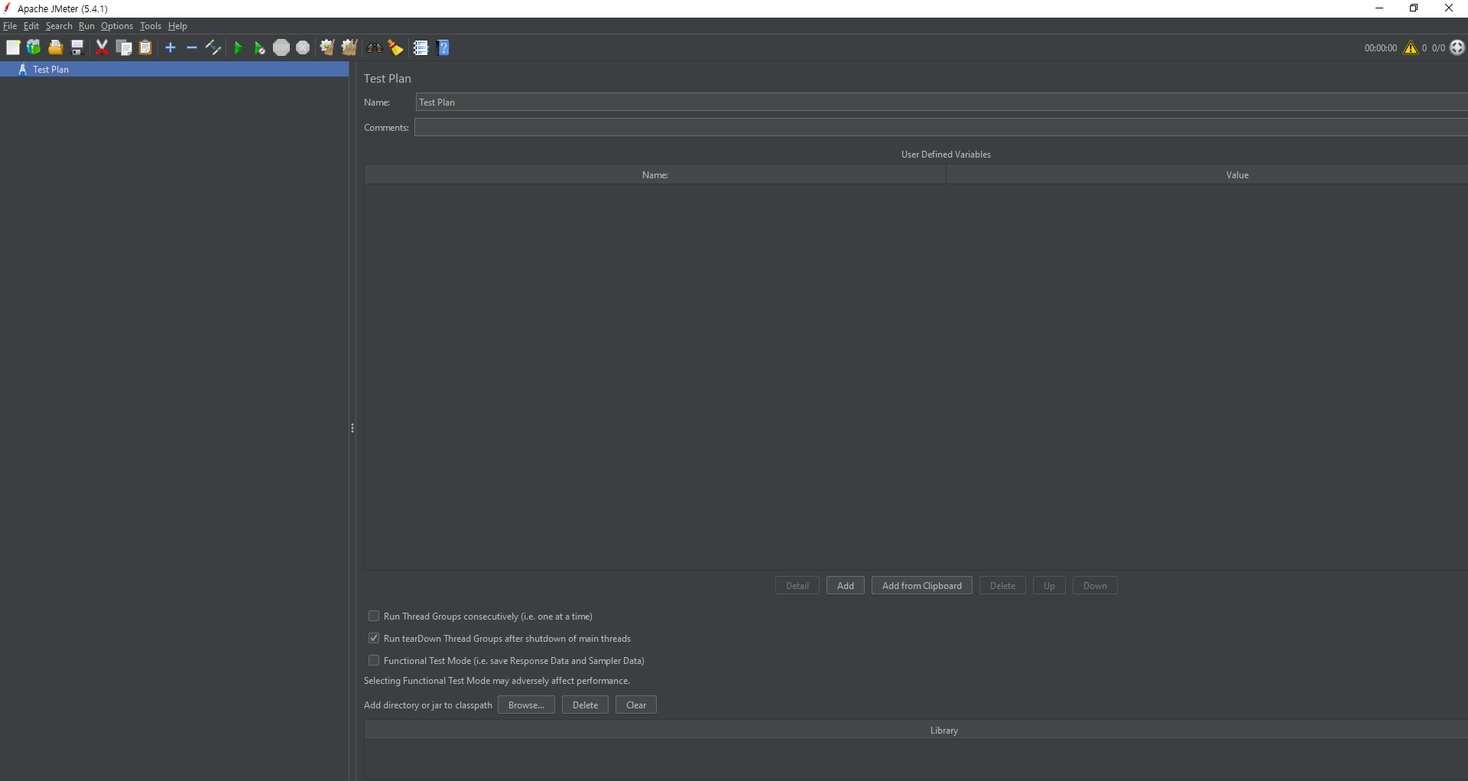 Apache JMeter (5.4.1)
File Edit Search Run Options Tools Help
00:00:00 0 0/0
Test Plan
Test Plan
Name: Test Plan
Comments:
User Defined Variables
Name: Value
Detail Add Add from Clipboard Delete Up Down
Run Thread Groups consecutively (i.e. one at a time)
Run tearDown Thread Groups after shutdown of main threads
Functional Test Mode (i.e. save Response Data and Sampler Data)
Selecting Functional Test Mode may adversely affect performance.
Add directory or jar to classpath Browse... Delete Clear
Library